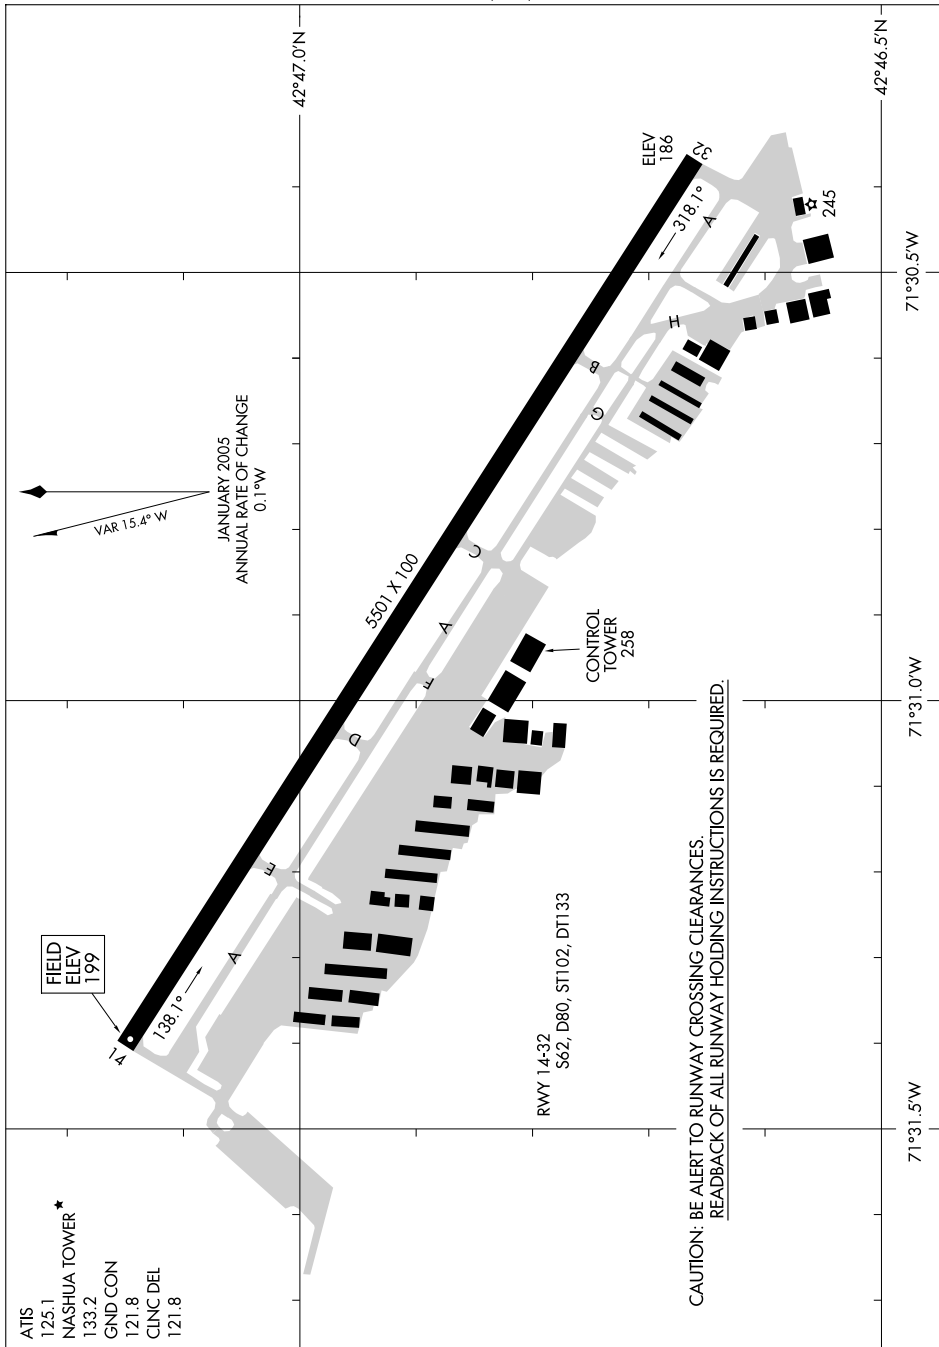 ATIS
125.1
NASHUA TOWER★
133.2
GND CON
121.8
CLNC DEL
121.8
FIELD
ELEV
199
14
138.1°
A
E
D
F
A
C
5501 X 100
VAR 15.4° W
JANUARY 2005
ANNUAL RATE OF CHANGE
0.1°W
G
B
H
A
318.1°
32
ELEV
186
245
CONTROL
TOWER
258
RWY 14-32
S62, D80, ST102, DT133
CAUTION: BE ALERT TO RUNWAY CROSSING CLEARANCES.
READBACK OF ALL RUNWAY HOLDING INSTRUCTIONS IS REQUIRED.
42°47.0'N
42°46.5'N
71°31.5'W
71°31.0'W
71°30.5'W